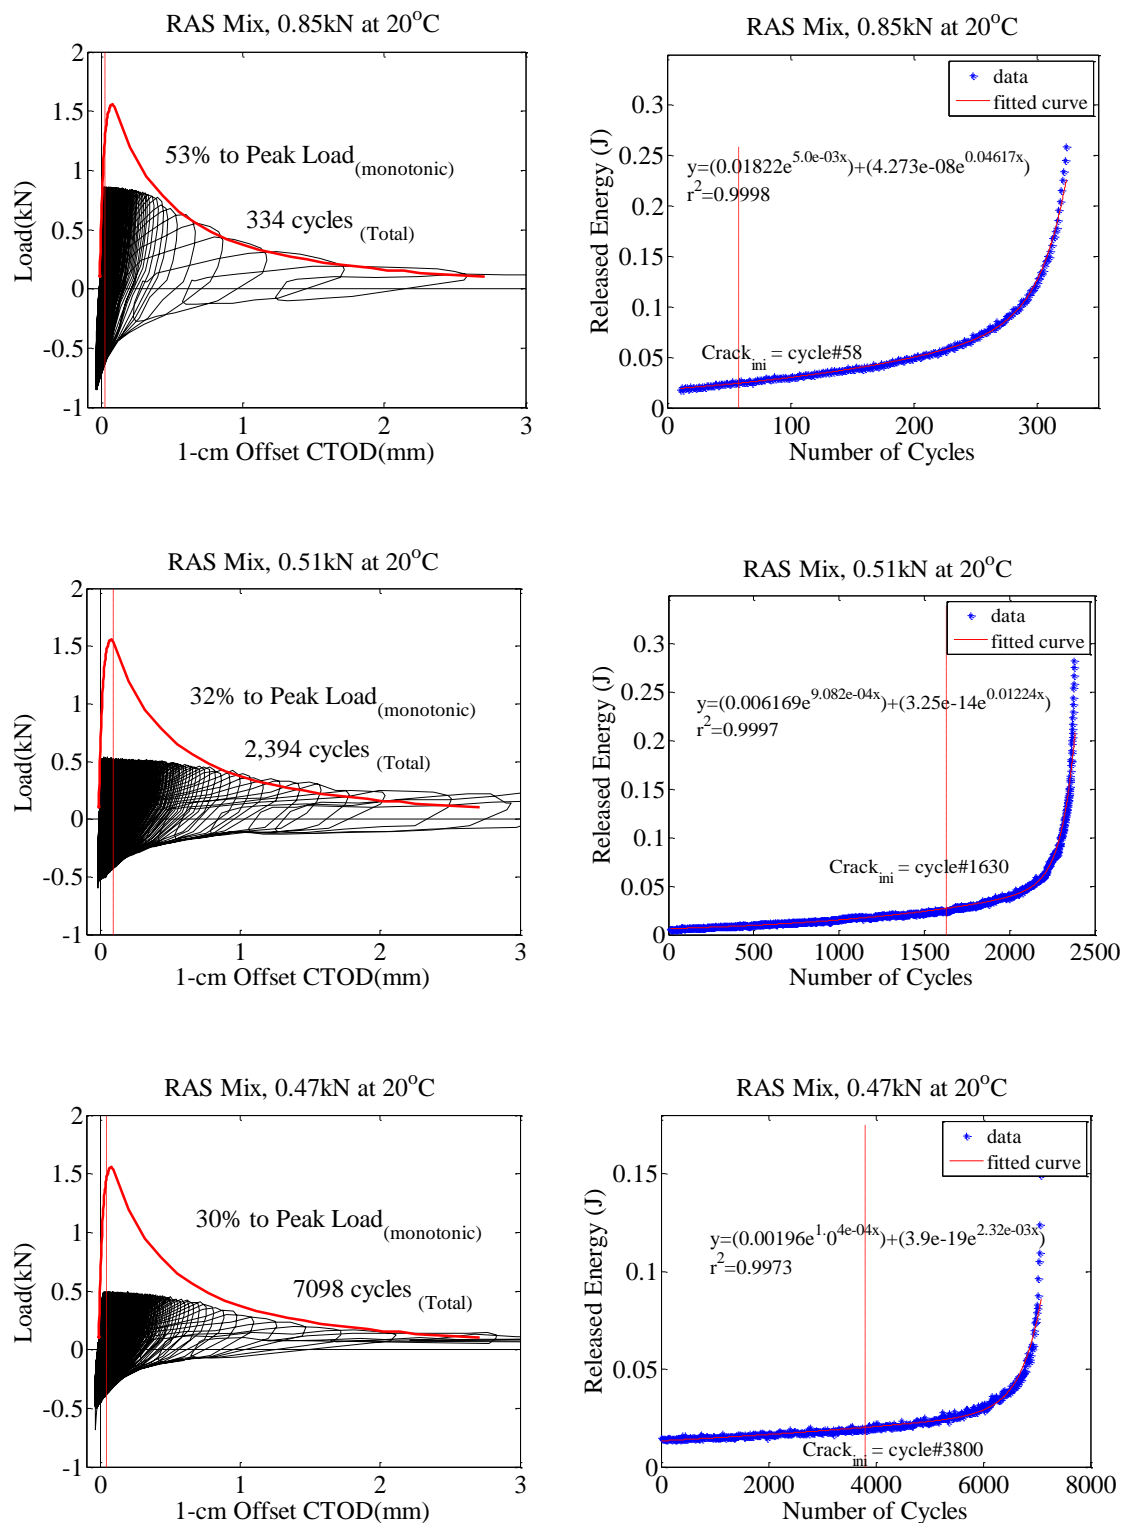 RAS Mix, 0.85kN at 20°C
2
1.5
1
0.5
0
-0.5
-1
Load(kN)
53% to Peak Load(monotonic)
334 cycles (Total)
0 1 2 3
1-cm Offset CTOD(mm)
RAS Mix, 0.85kN at 20°C
data
fitted curve
0.3
0.25
0.2
0.15
0.1
0.05
0
Released Energy (J)
y=(0.01822e^5.0e-03x)+(4.273e-08e^0.04617x)
r²=0.9998
Crack_ini = cycle#58
100 200 300
Number of Cycles
RAS Mix, 0.51kN at 20°C
2
1.5
1
0.5
0
-0.5
-1
Load(kN)
32% to Peak Load(monotonic)
2,394 cycles (Total)
0 1 2 3
1-cm Offset CTOD(mm)
RAS Mix, 0.51kN at 20°C
data
fitted curve
0.3
0.25
0.2
0.15
0.1
0.05
0
Released Energy (J)
y=(0.006169e^9.082e-04x)+(3.25e-14e^0.01224x)
r²=0.9997
Crack_ini = cycle#1630
0 500 1000 1500 2000 2500
Number of Cycles
RAS Mix, 0.47kN at 20°C
2
1.5
1
0.5
0
-0.5
-1
Load(kN)
30% to Peak Load(monotonic)
7098 cycles (Total)
0 1 2 3
1-cm Offset CTOD(mm)
RAS Mix, 0.47kN at 20°C
data
fitted curve
0.15
0.1
0.05
0
Released Energy (J)
y=(0.00196e^1.0^4e-04x)+(3.9e-19e^2.32e-03x)
r²=0.9973
Crack_ini = cycle#3800
0 2000 4000 6000 8000
Number of Cycles